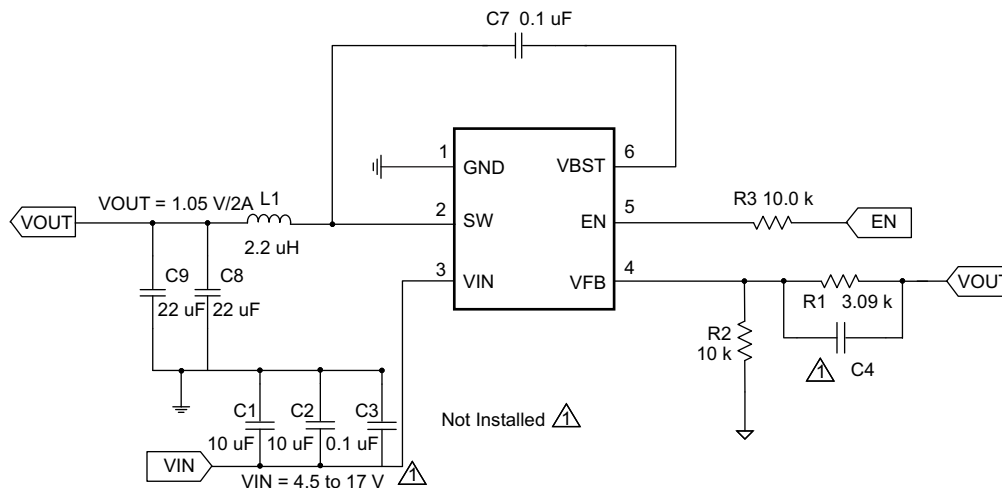 C7 0.1 uF
1 GND VBST 6
VOUT VOUT = 1.05 V/2A L1 2 SW EN 5 R3 10.0 k EN
2.2 uH
3 VIN VFB 4 VOUT
C9 C8
22 uF 22 uF
R1 3.09 k
R2
10 k
1 C4
C1 C2 C3
10 uF 10 uF 0.1 uF
Not Installed 1
VIN
VIN = 4.5 to 17 V 1